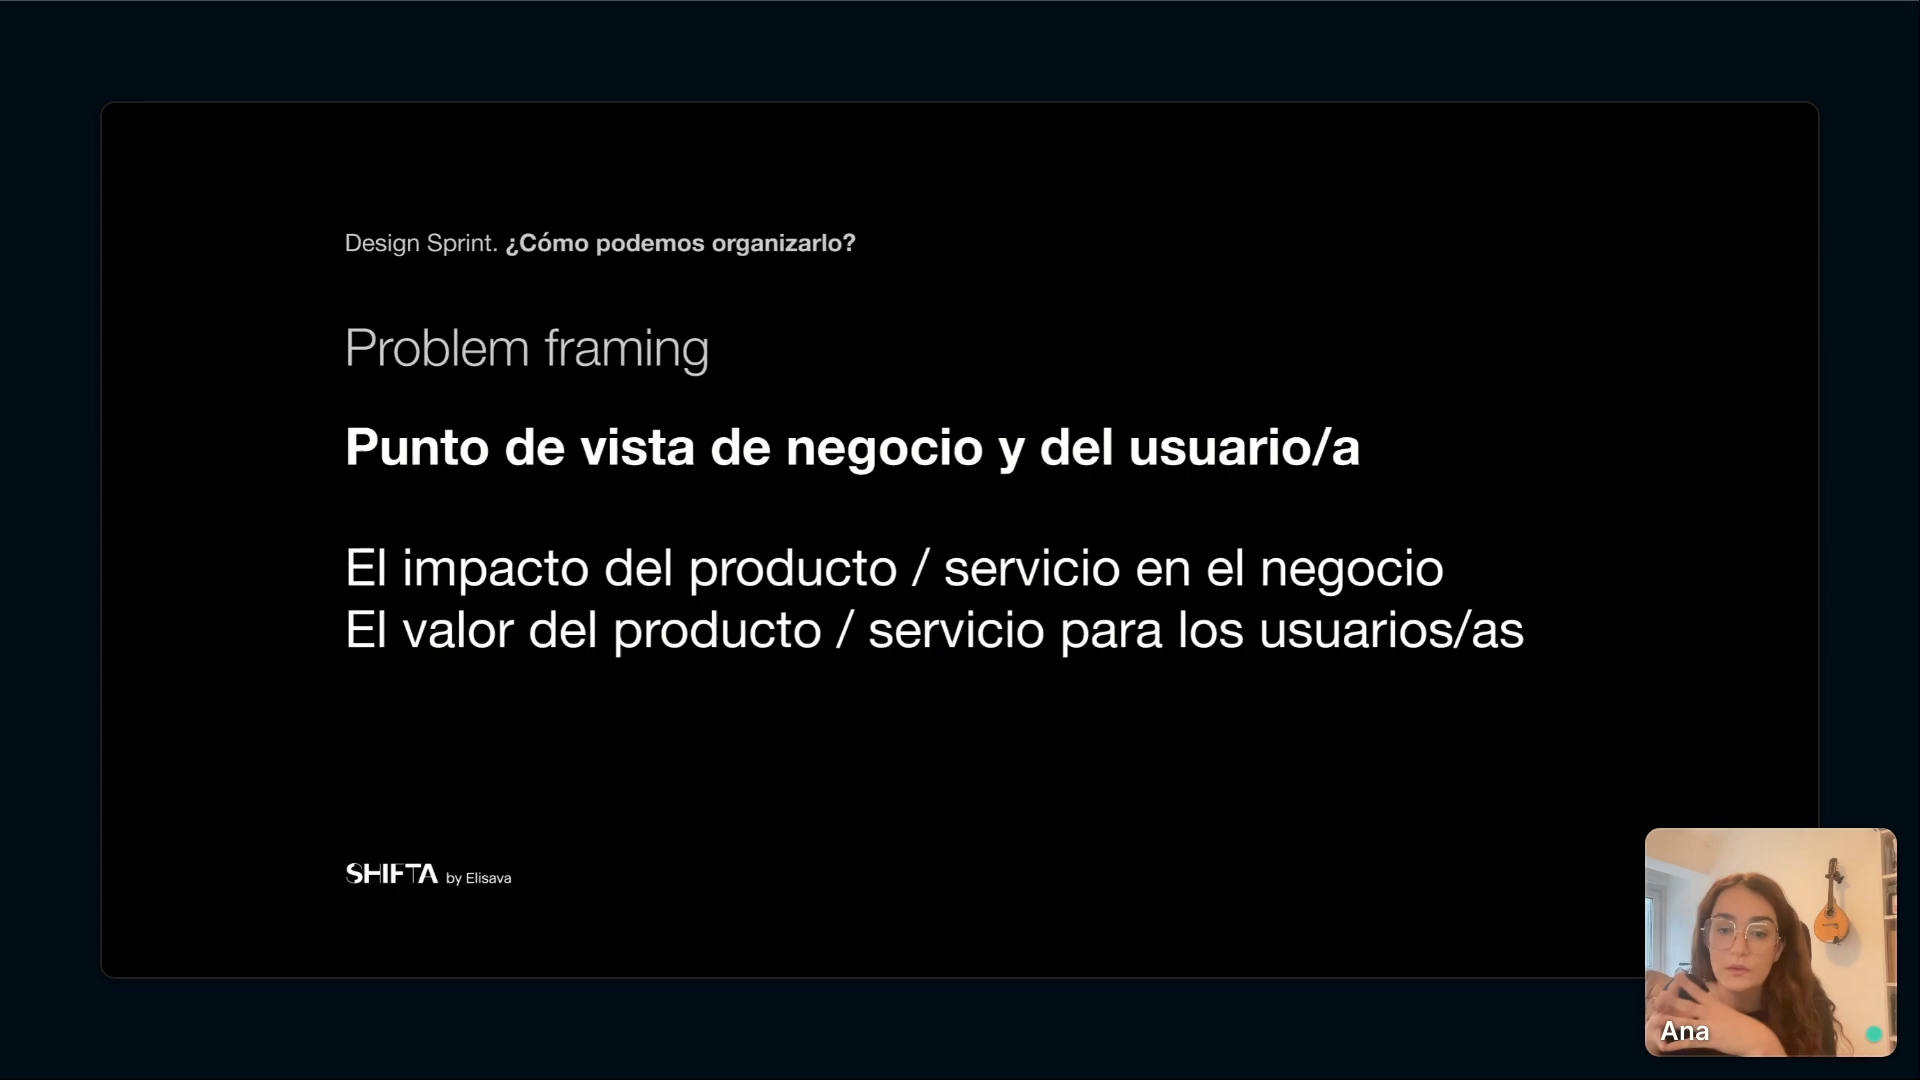 Design Sprint. ¿Cómo podemos organizarlo?
Problem framing
Punto de vista de negocio y del usuario/a
El impacto del producto / servicio en el negocio
El valor del producto / servicio para los usuarios/as
SHIFTA by Elisava
Ana